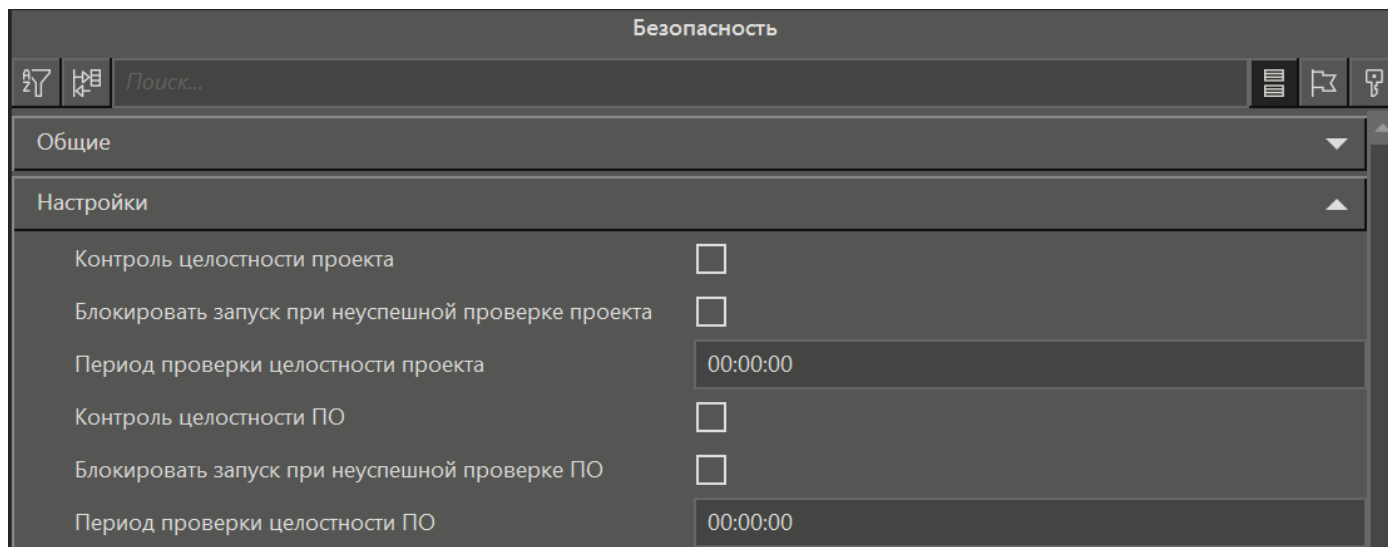 Безопасность
Поиск...
Общие
Настройки
Контроль целостности проекта
Блокировать запуск при неуспешной проверке проекта
Период проверки целостности проекта 00:00:00
Контроль целостности ПО
Блокировать запуск при неуспешной проверке ПО
Период проверки целостности ПО 00:00:00